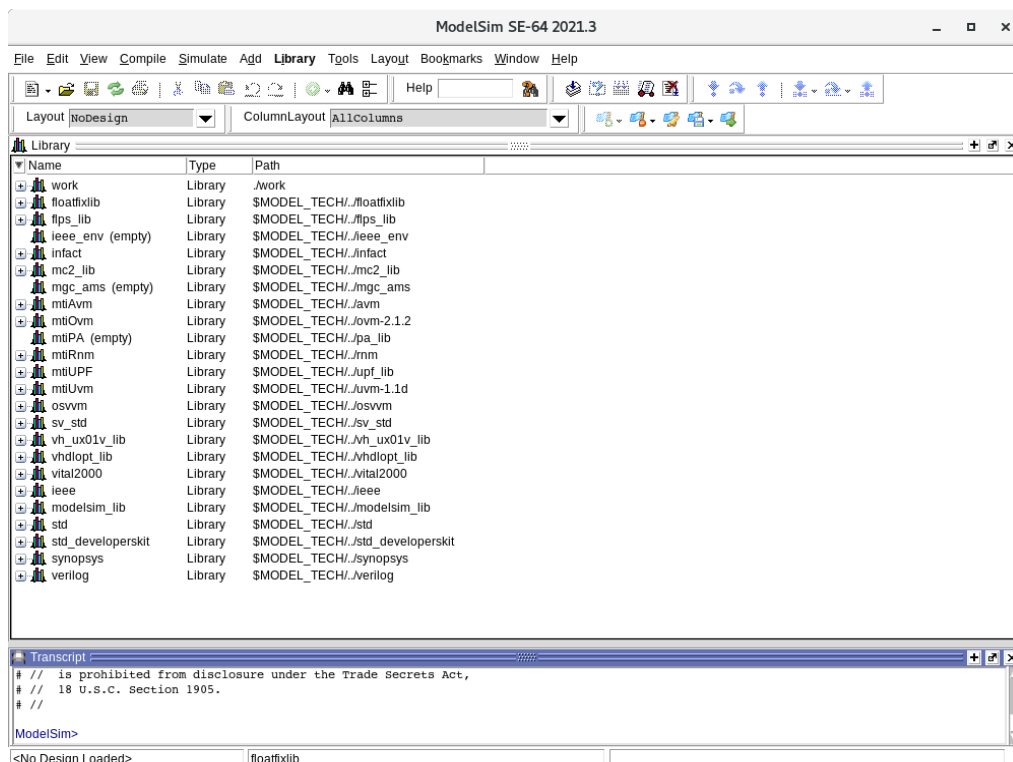 ModelSim SE-64 2021.3
File Edit View Compile Simulate Add Library Tools Layout Bookmarks Window Help
Help
Layout NoDesign ColumnLayout AllColumns
Library
Name Type Path
work Library ./work
floatfixlib Library $MODEL_TECH/../floatfixlib
flps_lib Library $MODEL_TECH/../flps_lib
ieee_env (empty) Library $MODEL_TECH/../ieee_env
infact Library $MODEL_TECH/../infact
mc2_lib Library $MODEL_TECH/../mc2_lib
mgc_ams (empty) Library $MODEL_TECH/../mgc_ams
mtiAvm Library $MODEL_TECH/../avm
mtiOvm Library $MODEL_TECH/../ovm-2.1.2
mtiPA (empty) Library $MODEL_TECH/../pa_lib
mtiRnm Library $MODEL_TECH/../rnm
mtiUPF Library $MODEL_TECH/../upf_lib
mtiUvm Library $MODEL_TECH/../uvm-1.1d
osvvm Library $MODEL_TECH/../osvvm
sv_std Library $MODEL_TECH/../sv_std
vh_ux01v_lib Library $MODEL_TECH/../vh_ux01v_lib
vhdlopt_lib Library $MODEL_TECH/../vhdlopt_lib
vital2000 Library $MODEL_TECH/../vital2000
ieee Library $MODEL_TECH/../ieee
modelsim_lib Library $MODEL_TECH/../modelsim_lib
std Library $MODEL_TECH/../std
std_developerskit Library $MODEL_TECH/../std_developerskit
synopsys Library $MODEL_TECH/../synopsys
verilog Library $MODEL_TECH/../verilog
Transcript
# // is prohibited from disclosure under the Trade Secrets Act,
# // 18 U.S.C. Section 1905.
# //
ModelSim>
<No Design Loaded> floatfixlib